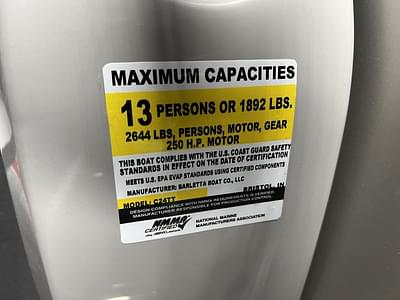 MAXIMUM CAPACITIES
13 PERSONS OR 1892 LBS.
2644 LBS, PERSONS, MOTOR, GEAR
250 H.P. MOTOR
THIS BOAT COMPLIES WITH THE U.S. COAST GUARD SAFETY
STANDARDS IN EFFECT ON THE DATE OF CERTIFICATION
MEETS U.S. EPA EVAP STANDARDS USING CERTIFIED COMPONENTS
MANUFACTURER: BARLETTA BOAT CO., LLC
MODEL: C24TT BRISTOL, IN
DESIGN COMPLIANCE WITH NMMA REQUIREMENTS IS VERIFIED.
MANUFACTURER RESPONSIBLE FOR PRODUCTION CONTROL.
NMMA
CERTIFIED
NATIONAL MARINE
MANUFACTURERS ASSOCIATION